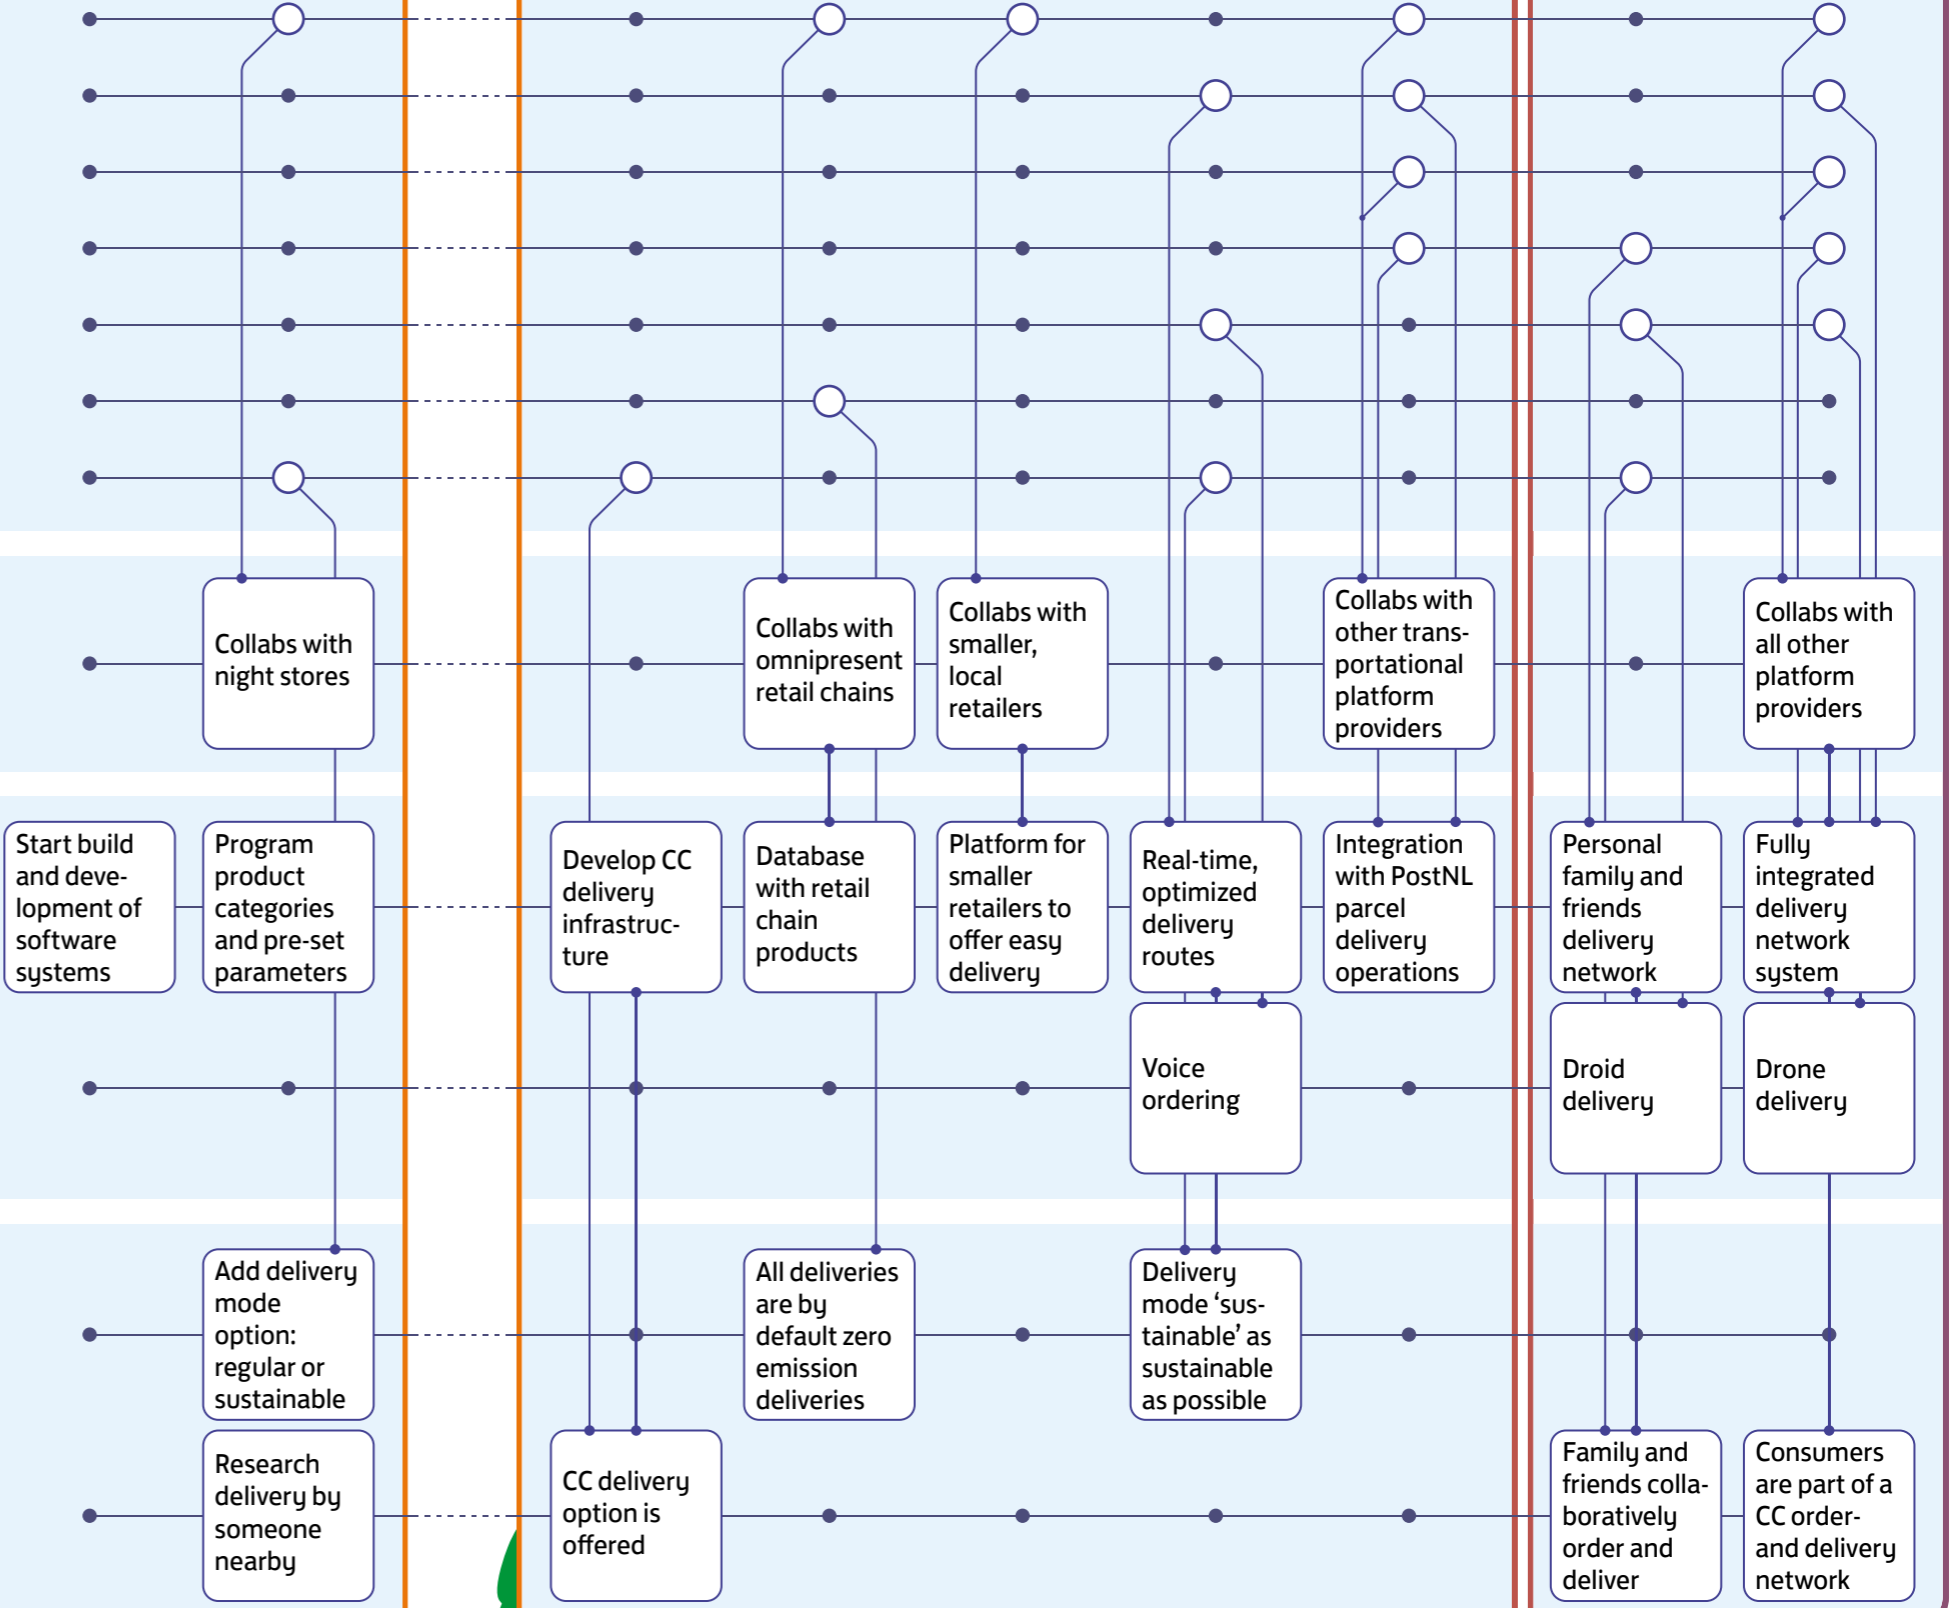 Collabs with
night stores
Collabs with
omnipresent
retail chains
Collabs with
smaller,
local
retailers
Collabs with
other trans-
portational
platform
providers
Collabs with
all other
platform
providers
Start build
and deve-
lopment of
software
systems
Program
product
categories
and pre-set
parameters
Develop CC
delivery
infrastruc-
ture
Database
with retail
chain
products
Platform for
smaller
retailers to
offer easy
delivery
Real-time,
optimized
delivery
routes
Integration
with PostNL
parcel
delivery
operations
Personal
family and
friends
delivery
network
Fully
integrated
delivery
network
system
Voice
ordering
Droid
delivery
Drone
delivery
Add delivery
mode
option:
regular or
sustainable
All deliveries
are by
default zero
emission
deliveries
Delivery
mode ‘sus-
tainable’ as
sustainable
as possible
Research
delivery by
someone
nearby
CC delivery
option is
offered
Family and
friends colla-
boratively
order and
deliver
Consumers
are part of a
CC order-
and delivery
network